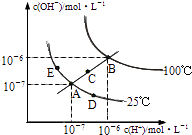 c(OH⁻)/mol·L⁻¹
10⁻⁶
10⁻⁷
E
A
C
B
D
100℃
25℃
10⁻⁷
10⁻⁶
c(H⁺)/mol·L⁻¹